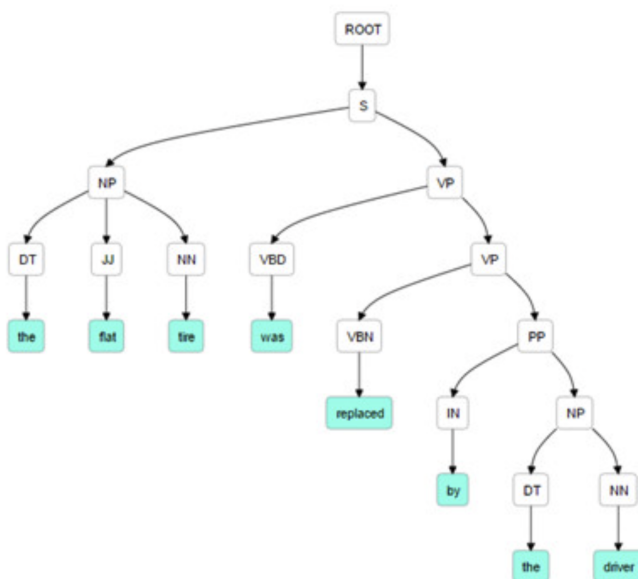 ROOT
S
NP VP
DT JJ NN VBD VP
the flat tire was VBN PP
replaced IN NP
by DT NN
the driver